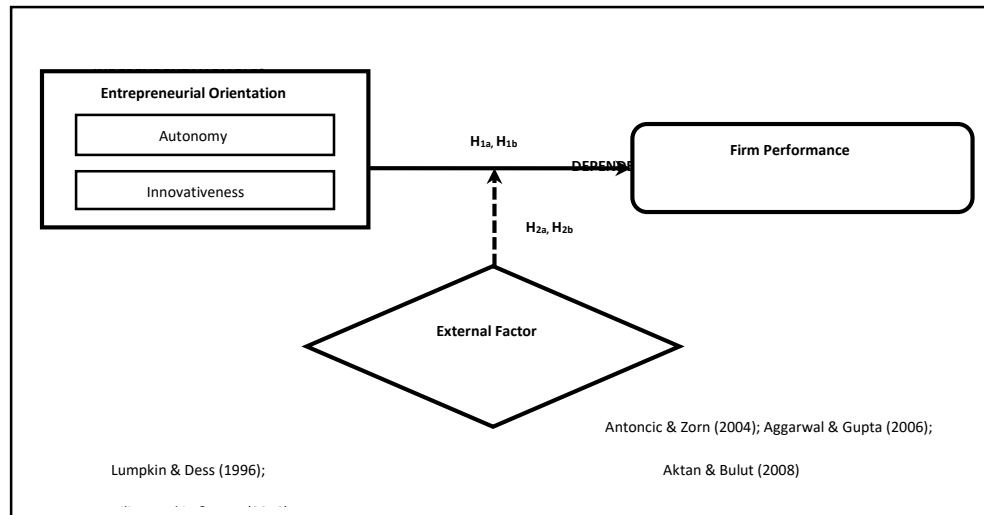 Entrepreneurial Orientation
Autonomy
Innovativeness
H1a, H1b
DEPENDE
Firm Performance
H2a, H2b
External Factor
Antoncic & Zorn (2004); Aggarwal & Gupta (2006);
Lumpkin & Dess (1996);
Aktan & Bulut (2008)